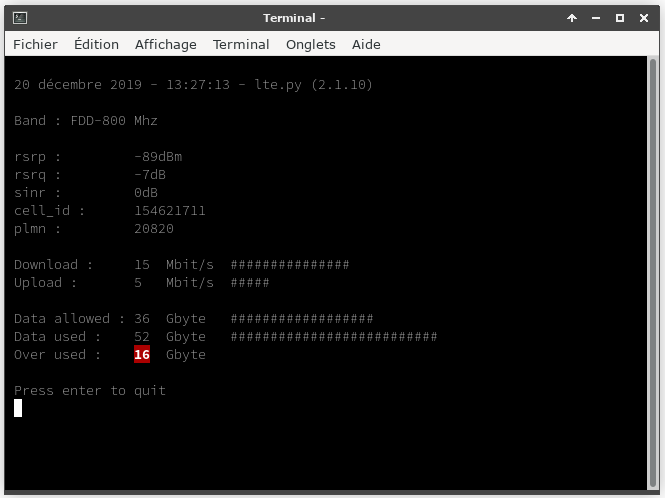 Terminal -
Fichier Édition Affichage Terminal Onglets Aide
20 décembre 2019 - 13:27:13 - lte.py (2.1.10)
Band : FDD-800 Mhz
rsrp : -89dBm
rsrq : -7dB
sinr : 0dB
cell_id : 154621711
plmn : 20820
Download : 15 Mbit/s ###############
Upload : 5 Mbit/s #####
Data allowed : 36 Gbyte ##################
Data used : 52 Gbyte ##########################
Over used : 16 Gbyte
Press enter to quit